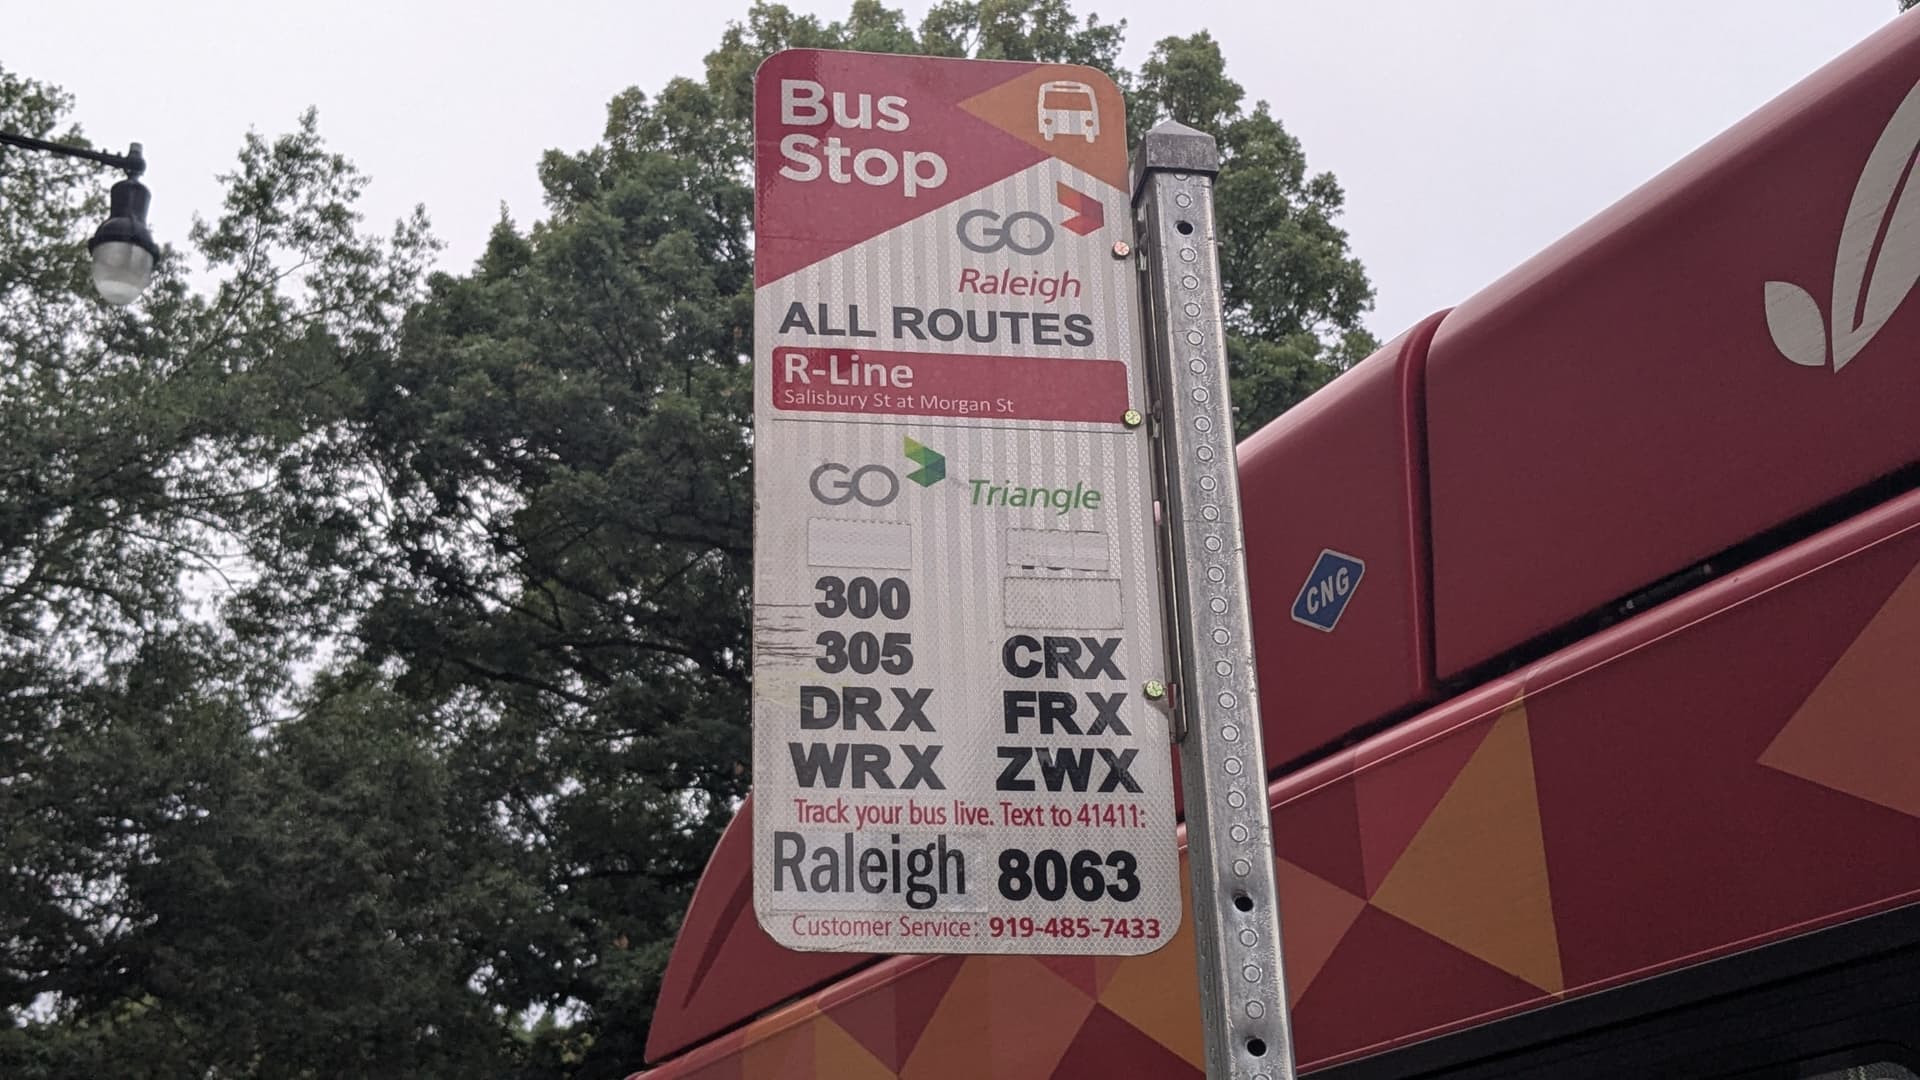 Bus
Stop
GO
Raleigh
ALL ROUTES
R-Line
Salisbury St at Morgan St
GO Triangle
300
305 CRX
DRX FRX
WRX ZWX
Track your bus live. Text to 41411:
Raleigh 8063
Customer Service: 919-485-7433
CNG